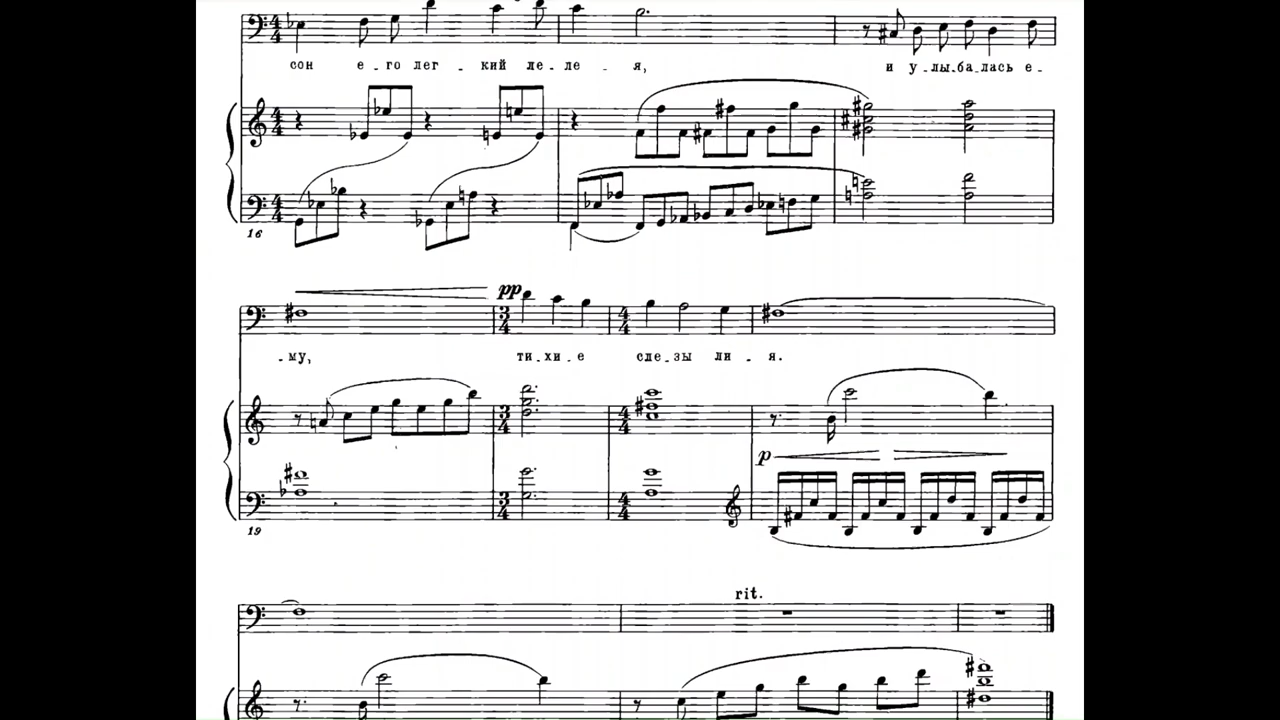 сон е-го лег-кий ле-ле-я, и у-лы-ба-лась е-
16
pp
-му, ти-хи-е сле-зы ли-я.
p
19
rit.